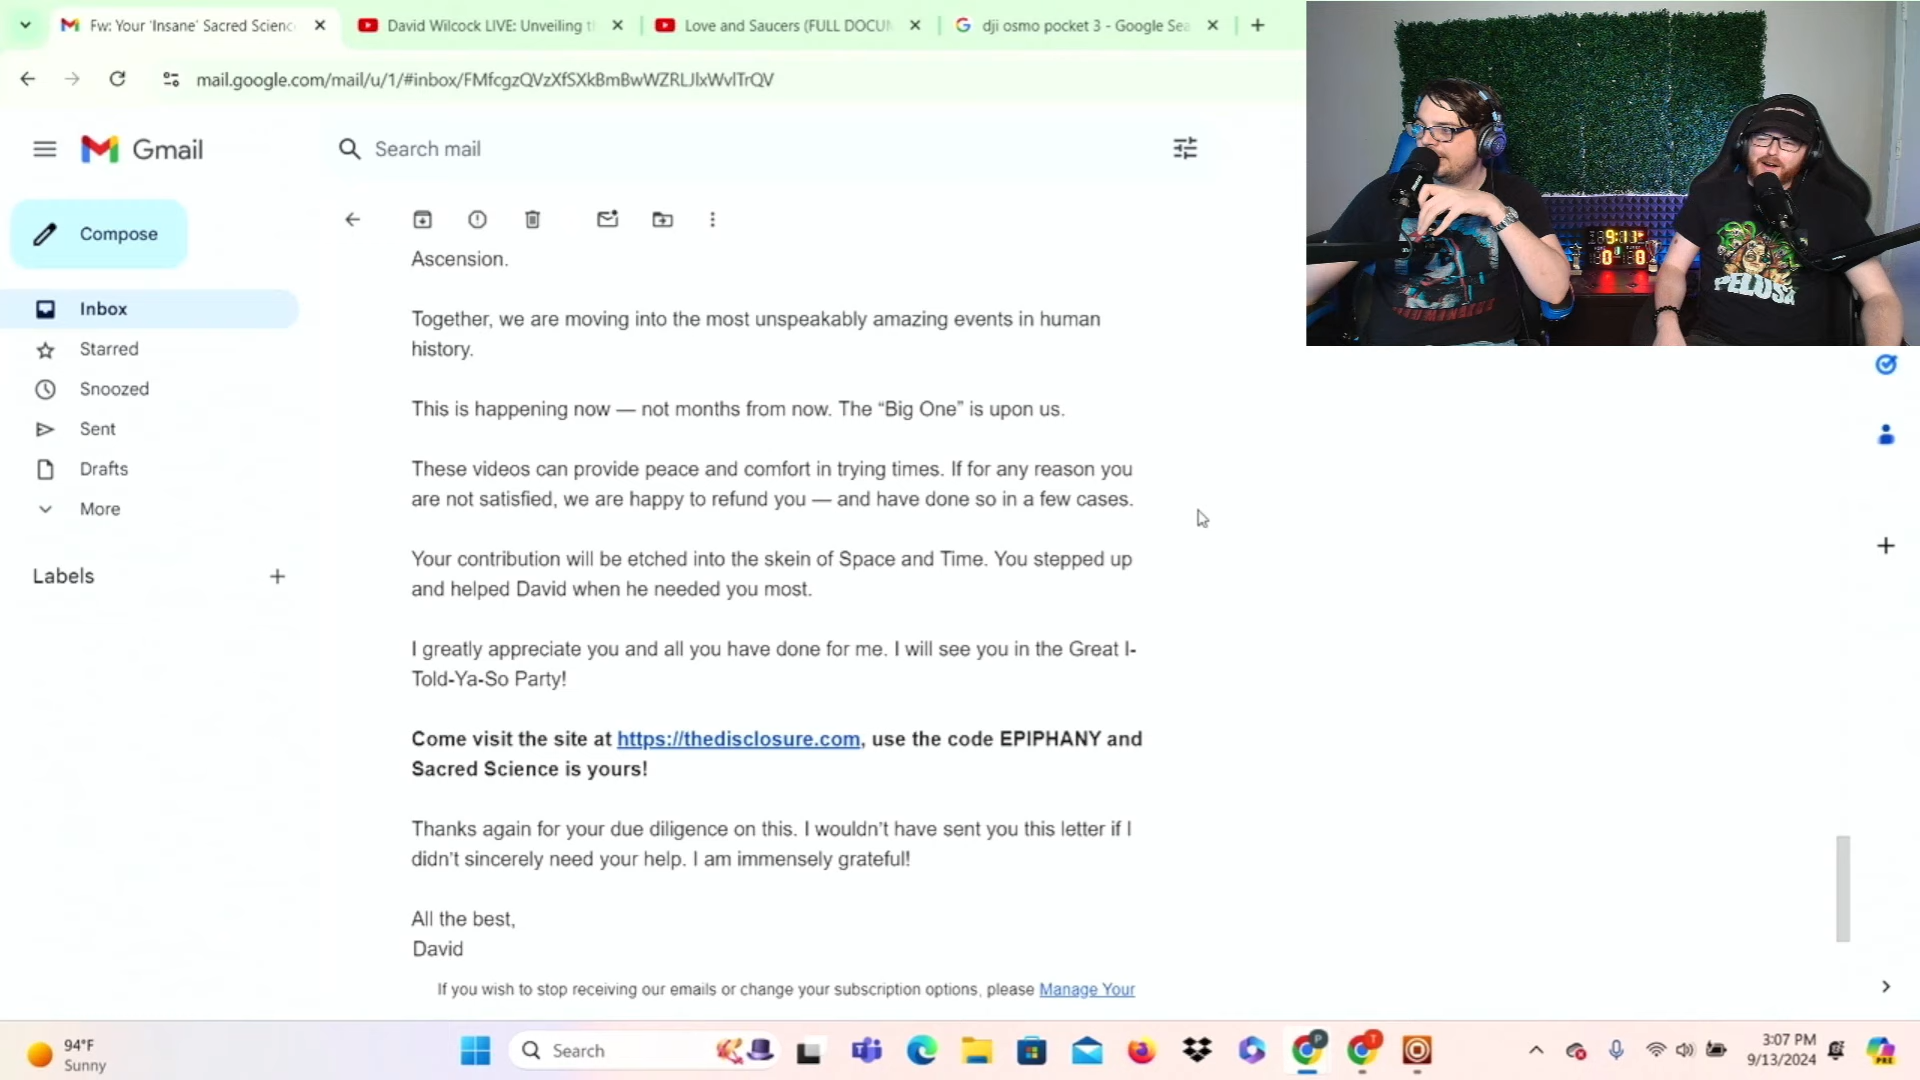 Fw: Your 'Insane' Sacred Scienc
David Wilcock LIVE: Unveiling t
Love and Saucers (FULL DOCU
dji osmo pocket 3 - Google Sea
mail.google.com/mail/u/1/#inbox/FMfcgzQVzXfSXkBmBwWZRLJlxWvlTrQV
Gmail
Search mail
Compose
Inbox
Starred
Snoozed
Sent
Drafts
More
Labels
Ascension.
Together, we are moving into the most unspeakably amazing events in human
history.
This is happening now — not months from now. The “Big One” is upon us.
These videos can provide peace and comfort in trying times. If for any reason you
are not satisfied, we are happy to refund you — and have done so in a few cases.
Your contribution will be etched into the skein of Space and Time. You stepped up
and helped David when he needed you most.
I greatly appreciate you and all you have done for me. I will see you in the Great I-
Told-Ya-So Party!
Come visit the site at https://thedisclosure.com, use the code EPIPHANY and
Sacred Science is yours!
Thanks again for your due diligence on this. I wouldn’t have sent you this letter if I
didn’t sincerely need your help. I am immensely grateful!
All the best,
David
If you wish to stop receiving our emails or change your subscription options, please Manage Your
PELOSI
94°F
Sunny
Search
P
T
3:07 PM
9/13/2024
PRE